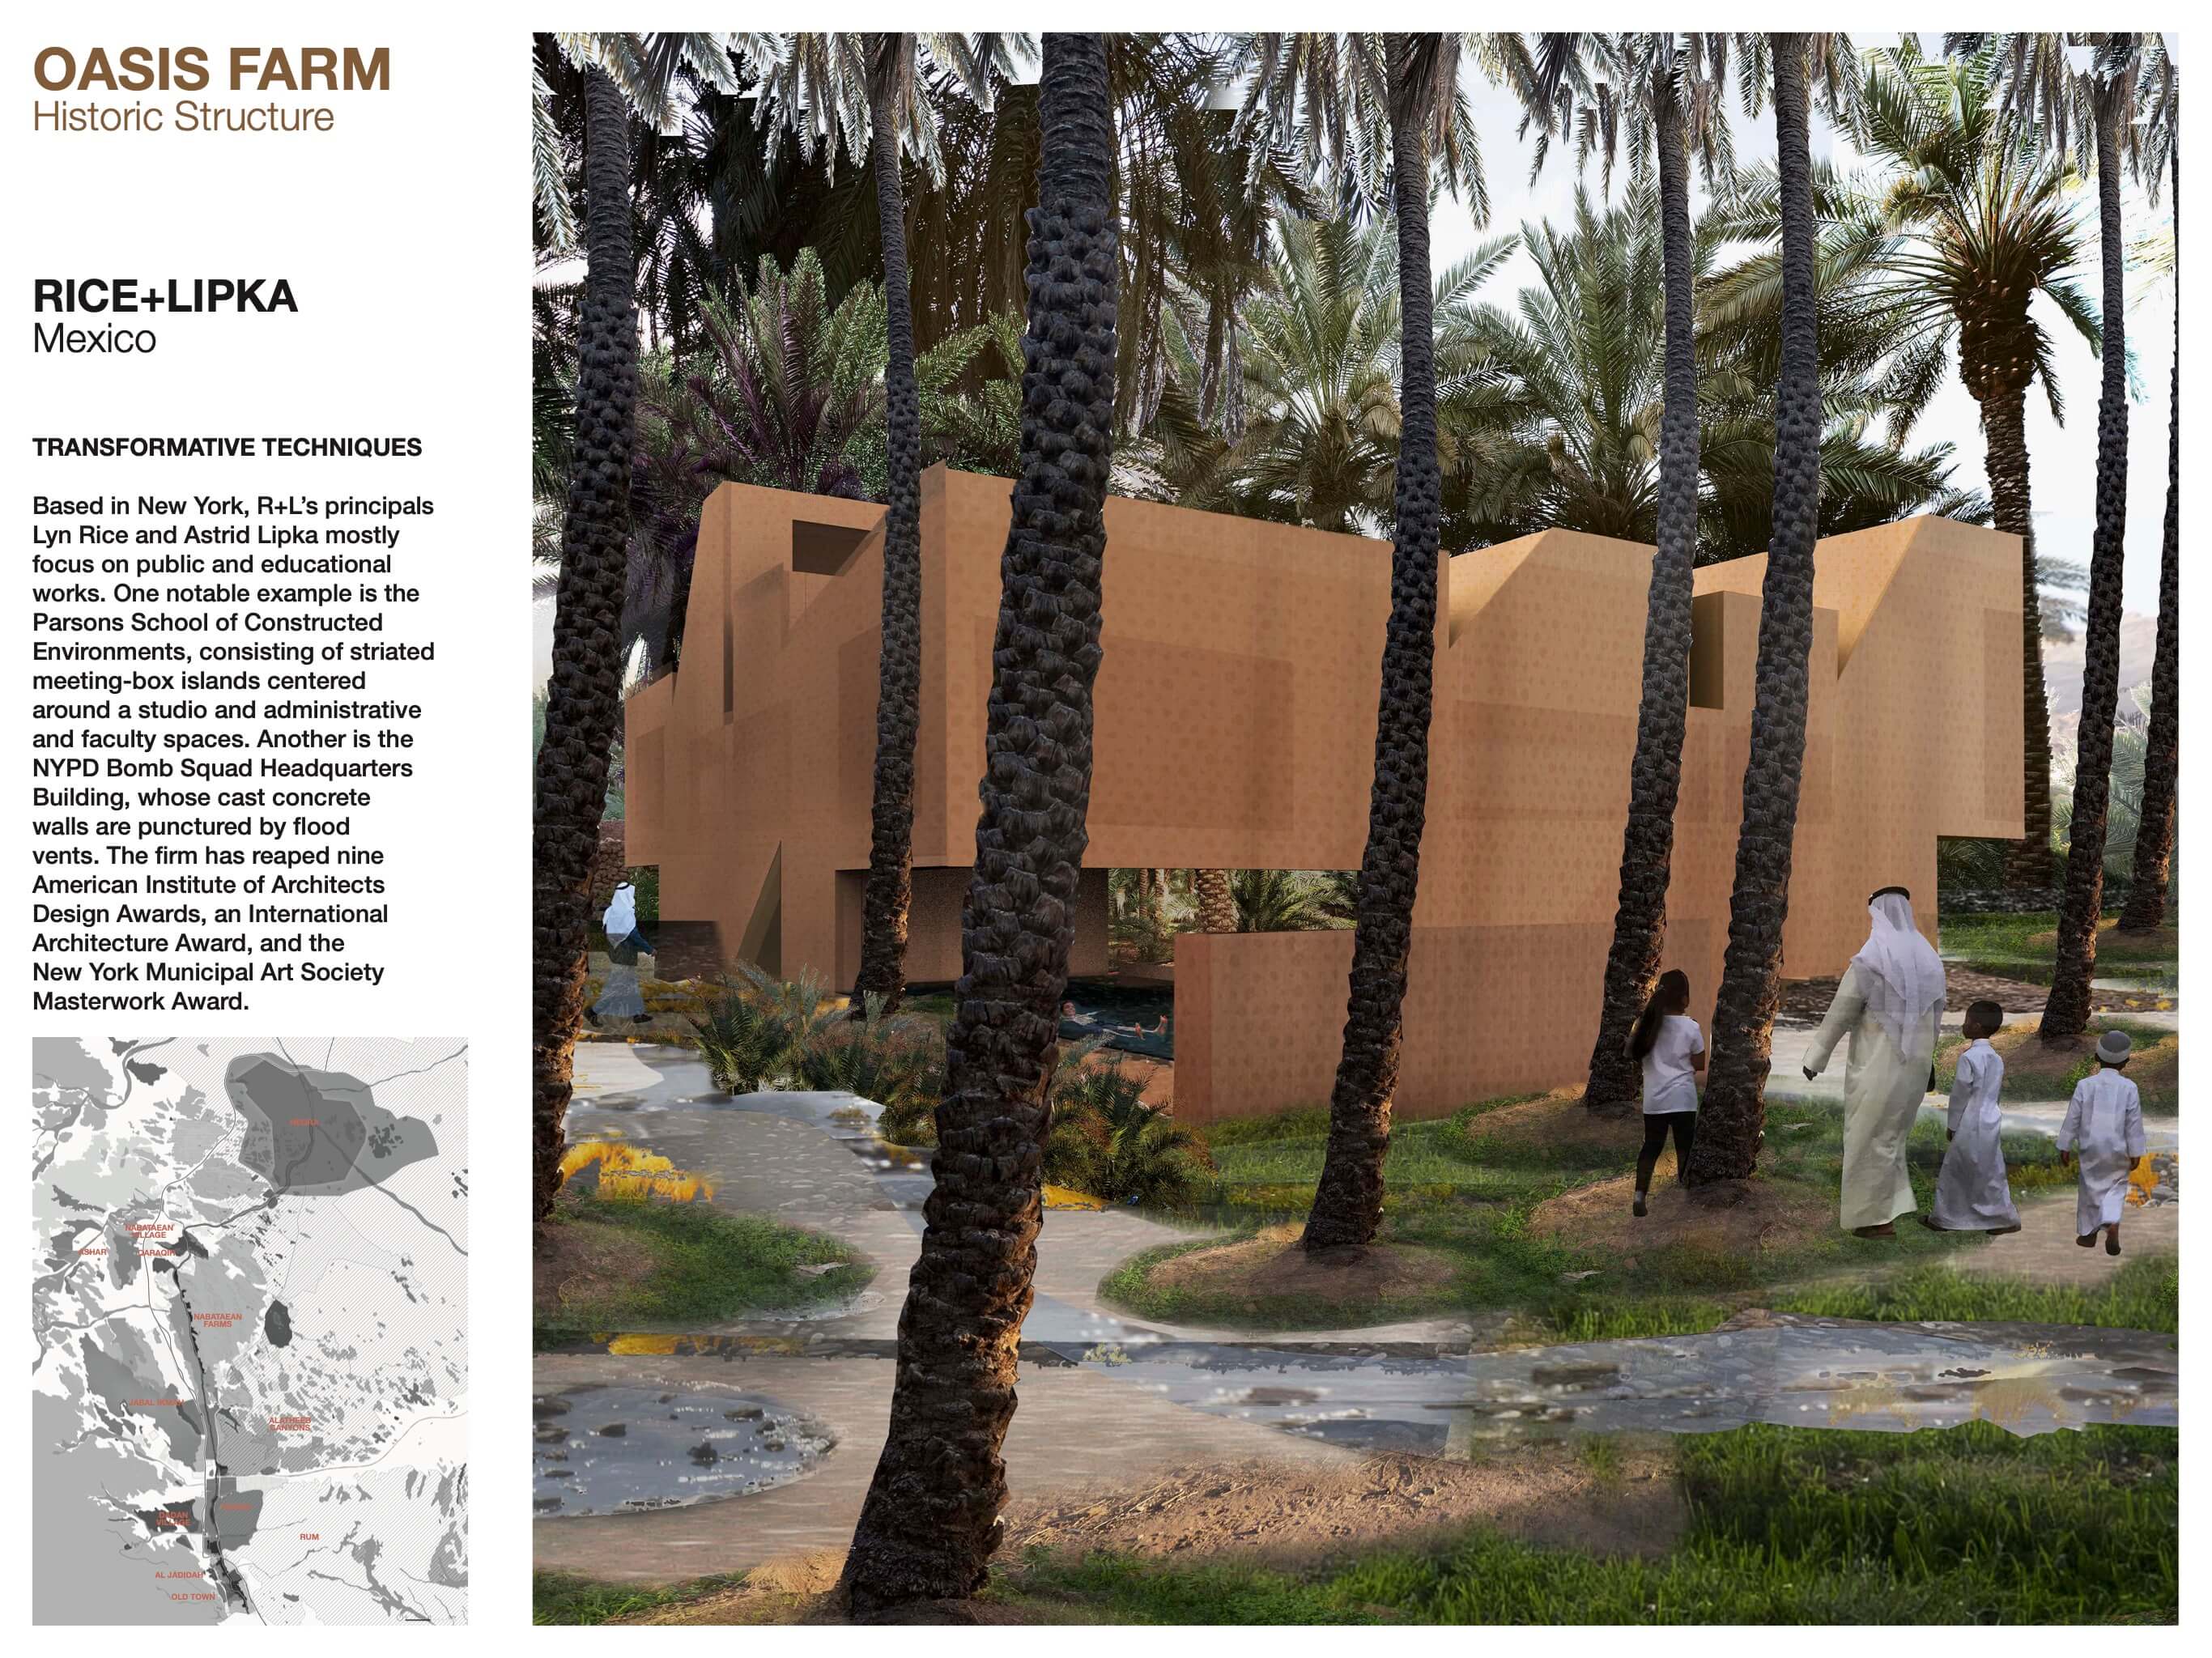 OASIS FARM
Historic Structure
RICE+LIPKA
Mexico
TRANSFORMATIVE TECHNIQUES
Based in New York, R+L’s principals
Lyn Rice and Astrid Lipka mostly
focus on public and educational
works. One notable example is the
Parsons School of Constructed
Environments, consisting of striated
meeting-box islands centered
around a studio and administrative
and faculty spaces. Another is the
NYPD Bomb Squad Headquarters
Building, whose cast concrete
walls are punctured by flood
vents. The firm has reaped nine
American Institute of Architects
Design Awards, an International
Architecture Award, and the
New York Municipal Art Society
Masterwork Award.
HEGRA
NABATAEAN
VILLAGE
ASHAR
QARAQIR
NABATAEAN
FARMS
JABAL
ALATHEEB
CANYONS
DADAN
VILLAGE
RUM
AL JADIDAH
OLD TOWN